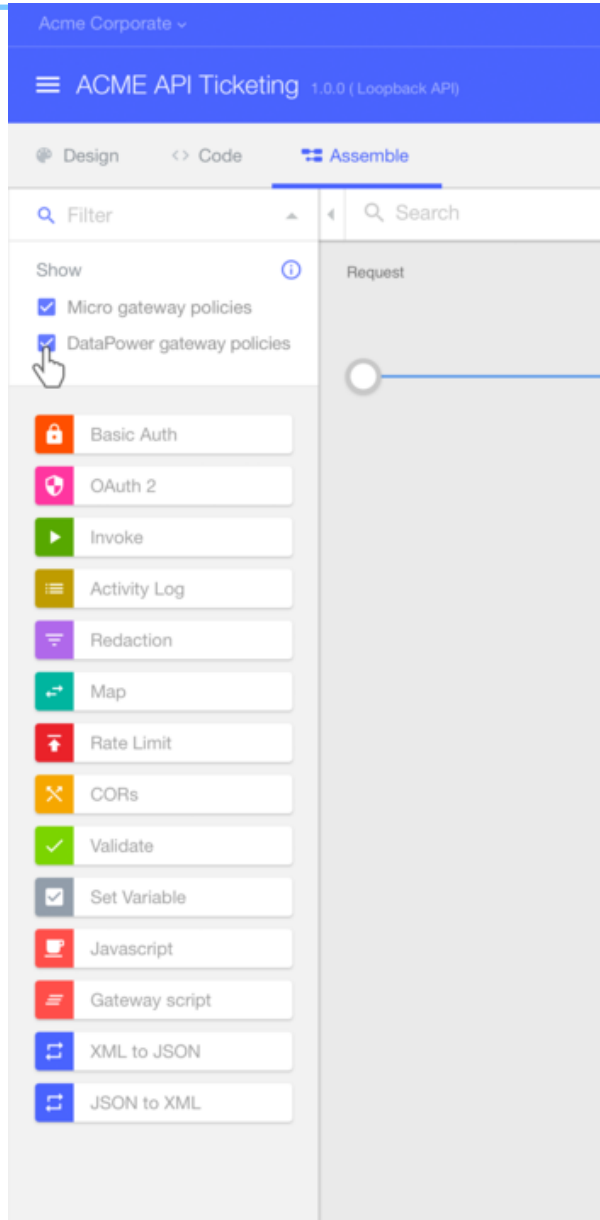 Acme Corporate
ACME API Ticketing 1.0.0 ( Loopback API)
Design <> Code Assemble
Filter Search
Show Request
Micro gateway policies
DataPower gateway policies
Basic Auth
OAuth 2
Invoke
Activity Log
Redaction
Map
Rate Limit
CORs
Validate
Set Variable
Javascript
Gateway script
XML to JSON
JSON to XML